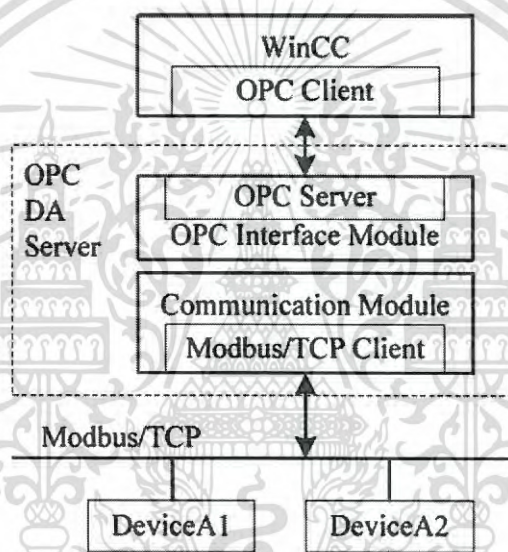 WinCC
OPC Client
OPC
DA
Server
OPC Server
OPC Interface Module
Communication Module
Modbus/TCP Client
Modbus/TCP
DeviceA1
DeviceA2